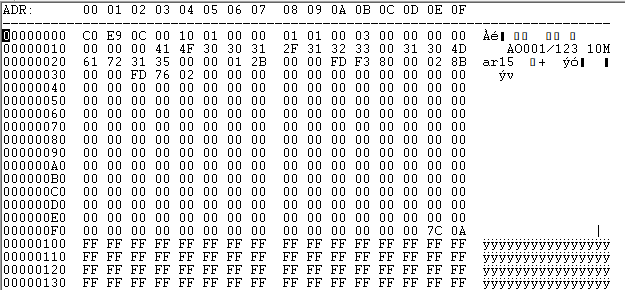 ADR: 00 01 02 03 04 05 06 07 08 09 0A 0B 0C 0D 0E 0F
00000000 C0 E9 0C 00 10 01 00 00 01 01 00 03 00 00 00 00 Àé
00000010 00 00 00 41 4F 30 30 31 2F 31 32 33 00 31 30 4D AO001/123 10M
00000020 61 72 31 35 00 00 01 2B 00 00 FD F3 80 00 02 8B ar15 + ýó
00000030 00 00 FD 76 02 00 00 00 00 00 00 00 00 00 00 00 ýv
00000040 00 00 00 00 00 00 00 00 00 00 00 00 00 00 00 00
00000050 00 00 00 00 00 00 00 00 00 00 00 00 00 00 00 00
00000060 00 00 00 00 00 00 00 00 00 00 00 00 00 00 00 00
00000070 00 00 00 00 00 00 00 00 00 00 00 00 00 00 00 00
00000080 00 00 00 00 00 00 00 00 00 00 00 00 00 00 00 00
00000090 00 00 00 00 00 00 00 00 00 00 00 00 00 00 00 00
000000A0 00 00 00 00 00 00 00 00 00 00 00 00 00 00 00 00
000000B0 00 00 00 00 00 00 00 00 00 00 00 00 00 00 00 00
000000C0 00 00 00 00 00 00 00 00 00 00 00 00 00 00 00 00
000000D0 00 00 00 00 00 00 00 00 00 00 00 00 00 00 00 00
000000E0 00 00 00 00 00 00 00 00 00 00 00 00 00 00 00 00
000000F0 00 00 00 00 00 00 00 00 00 00 00 00 00 00 7C 0A |
00000100 FF FF FF FF FF FF FF FF FF FF FF FF FF FF FF FF ÿÿÿÿÿÿÿÿÿÿÿÿÿÿÿÿ
00000110 FF FF FF FF FF FF FF FF FF FF FF FF FF FF FF FF ÿÿÿÿÿÿÿÿÿÿÿÿÿÿÿÿ
00000120 FF FF FF FF FF FF FF FF FF FF FF FF FF FF FF FF ÿÿÿÿÿÿÿÿÿÿÿÿÿÿÿÿ
00000130 FF FF FF FF FF FF FF FF FF FF FF FF FF FF FF FF ÿÿÿÿÿÿÿÿÿÿÿÿÿÿÿÿ